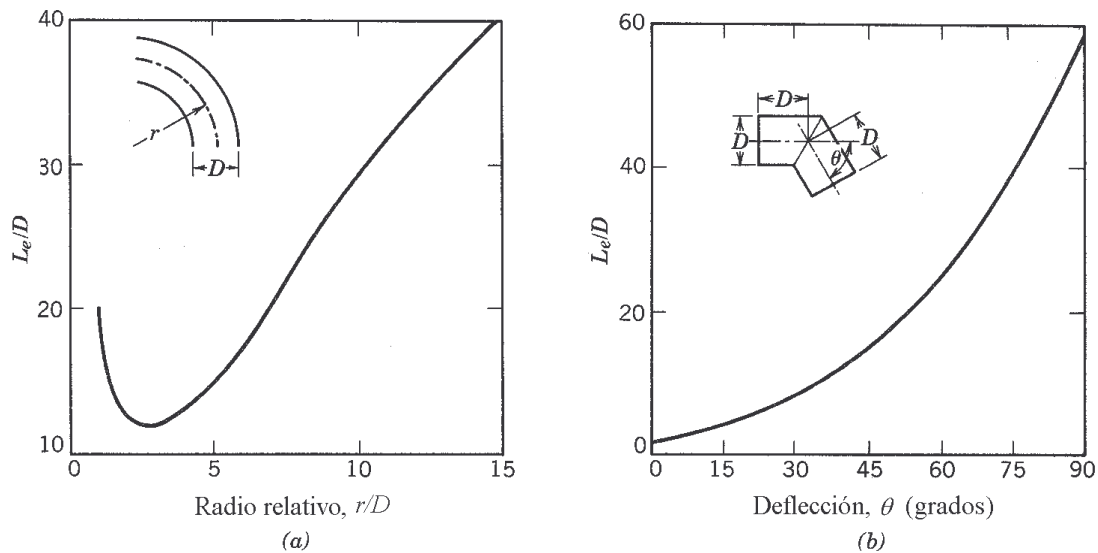 40
30
20
10
L_e/D
r
D
0
5
10
15
Radio relativo, r/D
(a)
60
40
20
0
L_e/D
D
D
D
θ
0
15
30
45
60
75
90
Deflección, θ (grados)
(b)